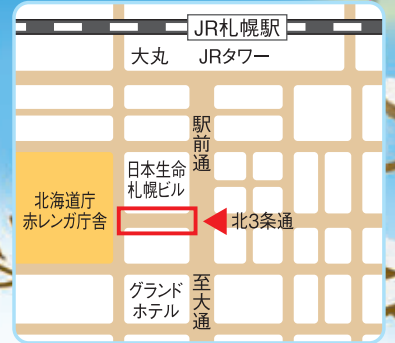 JR札幌駅
大丸 JRタワー
駅前通
日本生命
札幌ビル
北海道庁
赤レンガ庁舎
北3条通
グランド
ホテル
至大通